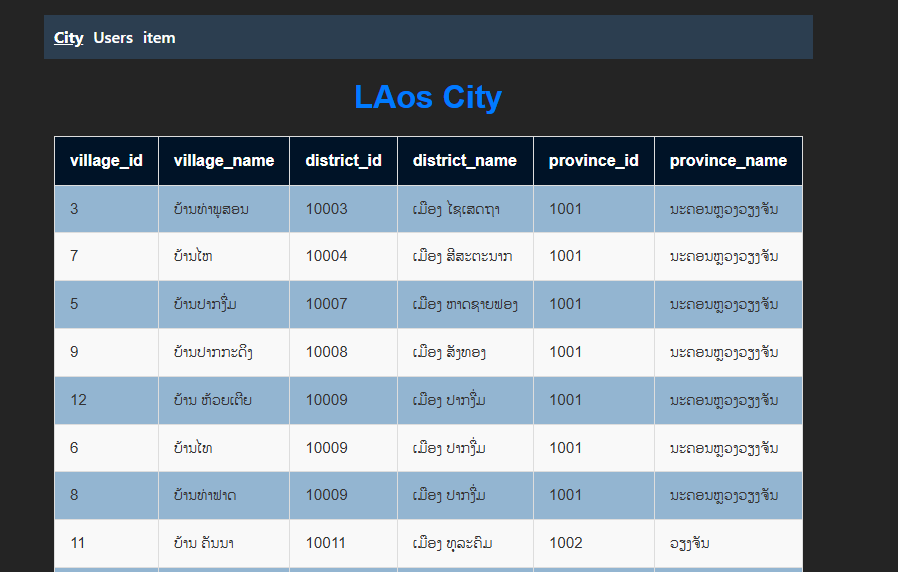 City Users item
LAos City
village_id village_name district_id district_name province_id province_name
3 ບ້ານທ່າພູສອນ 10003 ເມືອງ ໄຊເສດຖາ 1001 ນະຄອນຫຼວງວຽງຈັນ
7 ບ້ານໄຫ 10004 ເມືອງ ສີສະຕະນາກ 1001 ນະຄອນຫຼວງວຽງຈັນ
5 ບ້ານປາກງື່ມ 10007 ເມືອງ ຫາດຊາຍຟອງ 1001 ນະຄອນຫຼວງວຽງຈັນ
9 ບ້ານປາກກະດິງ 10008 ເມືອງ ສັງທອງ 1001 ນະຄອນຫຼວງວຽງຈັນ
12 ບ້ານ ຫ້ວຍເຕີຍ 10009 ເມືອງ ປາກງື່ມ 1001 ນະຄອນຫຼວງວຽງຈັນ
6 ບ້ານໄທ 10009 ເມືອງ ປາກງື່ມ 1001 ນະຄອນຫຼວງວຽງຈັນ
8 ບ້ານທ່າຟາດ 10009 ເມືອງ ປາກງື່ມ 1001 ນະຄອນຫຼວງວຽງຈັນ
11 ບ້ານ ຄັນນາ 10011 ເມືອງ ທຸລະຄົມ 1002 ວຽງຈັນ